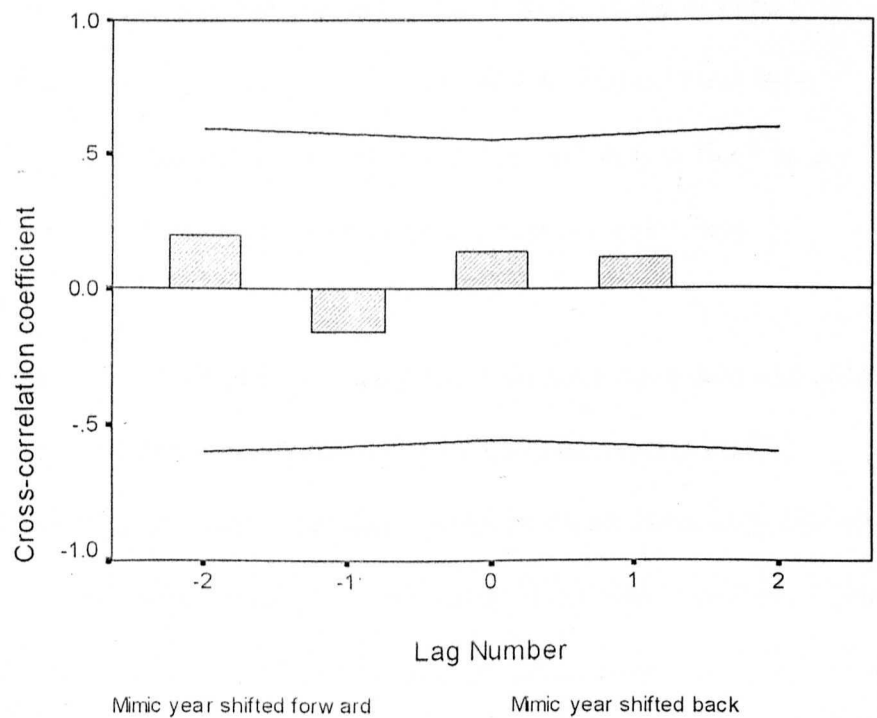 1.0
.5
0.0
-.5
-1.0
Cross-correlation coefficient
-2
-1
0
1
2
Lag Number
Mimic year shifted forw ard
Mimic year shifted back